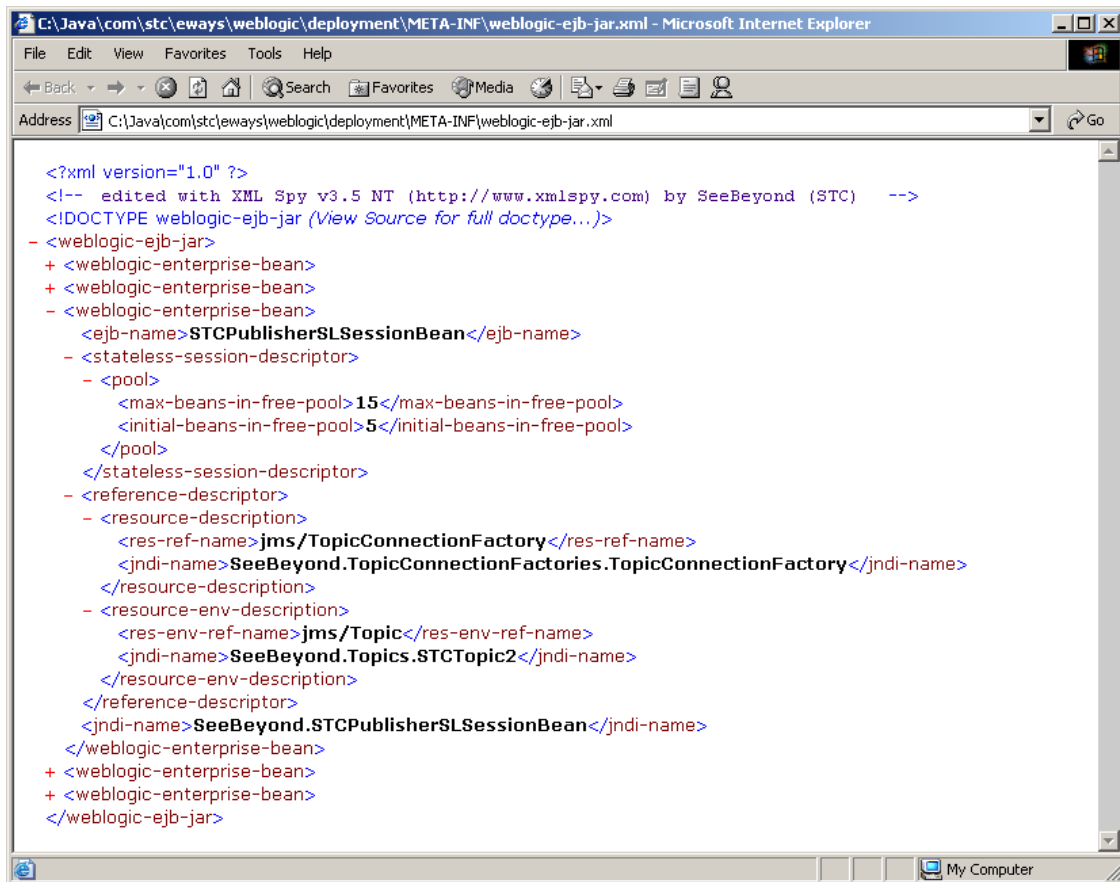 C:\Java\com\stc\eways\weblogic\deployment\META-INF\weblogic-ejb-jar.xml - Microsoft Internet Explorer
File Edit View Favorites Tools Help
Back Search Favorites Media
Address C:\Java\com\stc\eways\weblogic\deployment\META-INF\weblogic-ejb-jar.xml Go
<?xml version="1.0" ?>
<!-- edited with XML Spy v3.5 NT (http://www.xmlspy.com) by SeeBeyond (STC) -->
<!DOCTYPE weblogic-ejb-jar (View Source for full doctype...)>
- <weblogic-ejb-jar>
+ <weblogic-enterprise-bean>
+ <weblogic-enterprise-bean>
- <weblogic-enterprise-bean>
<ejb-name>STCPublisherSLSessionBean</ejb-name>
- <stateless-session-descriptor>
- <pool>
<max-beans-in-free-pool>15</max-beans-in-free-pool>
<initial-beans-in-free-pool>5</initial-beans-in-free-pool>
</pool>
</stateless-session-descriptor>
- <reference-descriptor>
- <resource-description>
<res-ref-name>jms/TopicConnectionFactory</res-ref-name>
<jndi-name>SeeBeyond.TopicConnectionFactories.TopicConnectionFactory</jndi-name>
</resource-description>
- <resource-env-description>
<res-env-ref-name>jms/Topic</res-env-ref-name>
<jndi-name>SeeBeyond.Topics.STCTopic2</jndi-name>
</resource-env-description>
</reference-descriptor>
<jndi-name>SeeBeyond.STCPublisherSLSessionBean</jndi-name>
</weblogic-enterprise-bean>
+ <weblogic-enterprise-bean>
+ <weblogic-enterprise-bean>
</weblogic-ejb-jar>
My Computer